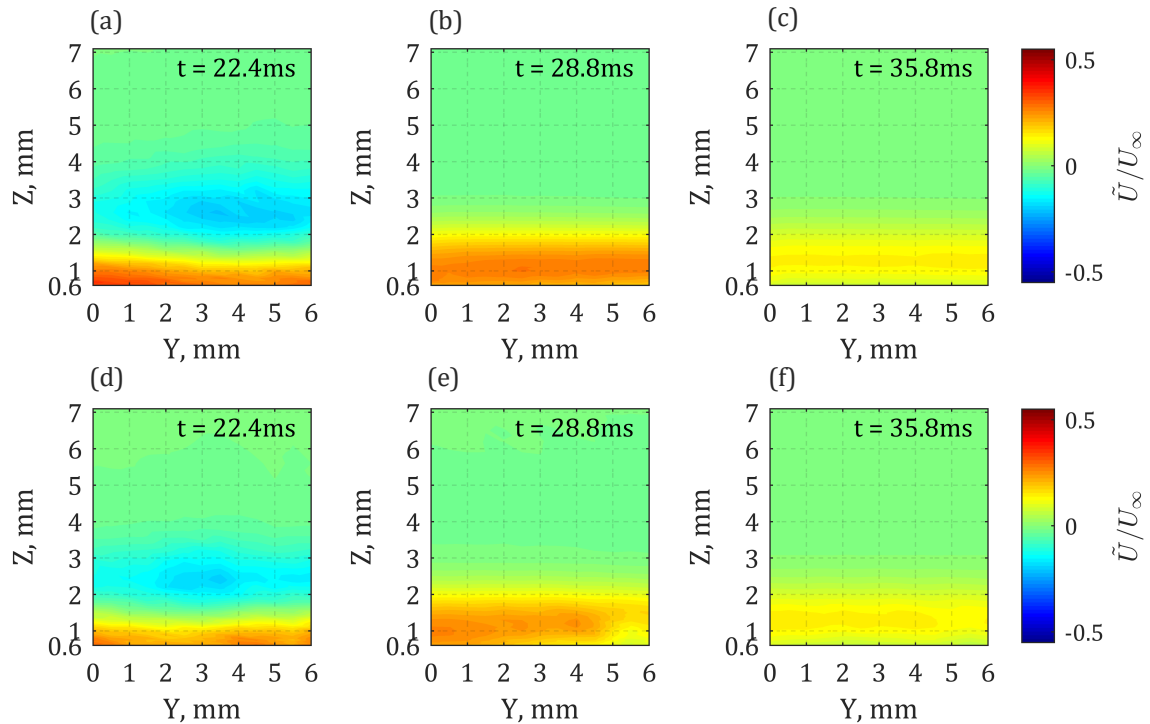 (a)
(b)
(c)
t = 22.4ms
t = 28.8ms
t = 35.8ms
7
6
5
4
3
2
1
0.6
Z, mm
0 1 2 3 4 5 6
Y, mm
7
6
5
4
3
2
1
0.6
Z, mm
0 1 2 3 4 5 6
Y, mm
7
6
5
4
3
2
1
0.6
Z, mm
0 1 2 3 4 5 6
Y, mm
0.5
0
-0.5
Ũ/U∞
(d)
(e)
(f)
t = 22.4ms
t = 28.8ms
t = 35.8ms
7
6
5
4
3
2
1
0.6
Z, mm
0 1 2 3 4 5 6
Y, mm
7
6
5
4
3
2
1
0.6
Z, mm
0 1 2 3 4 5 6
Y, mm
7
6
5
4
3
2
1
0.6
Z, mm
0 1 2 3 4 5 6
Y, mm
0.5
0
-0.5
Ũ/U∞